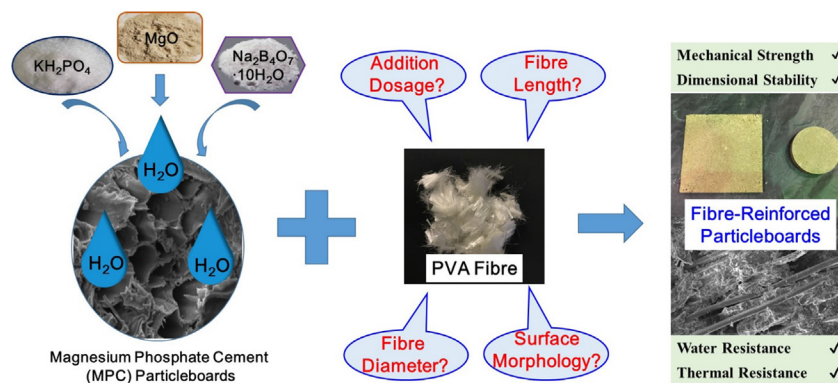 KH₂PO₄
MgO
Na₂B₄O₇
·10H₂O
H₂O
H₂O
H₂O
Magnesium Phosphate Cement
(MPC) Particleboards
Addition
Dosage?
Fibre
Length?
PVA Fibre
Fibre
Diameter?
Surface
Morphology?
Mechanical Strength ✓
Dimensional Stability ✓
Fibre-Reinforced
Particleboards
Water Resistance ✓
Thermal Resistance ✓